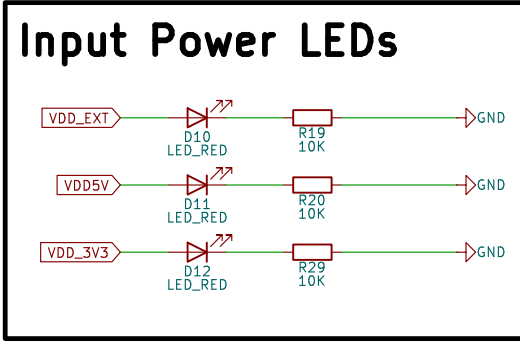 Input Power LEDs
VDD_EXT
D10
LED_RED
R19
10K
GND
VDD5V
D11
LED_RED
R20
10K
GND
VDD_3V3
D12
LED_RED
R29
10K
GND